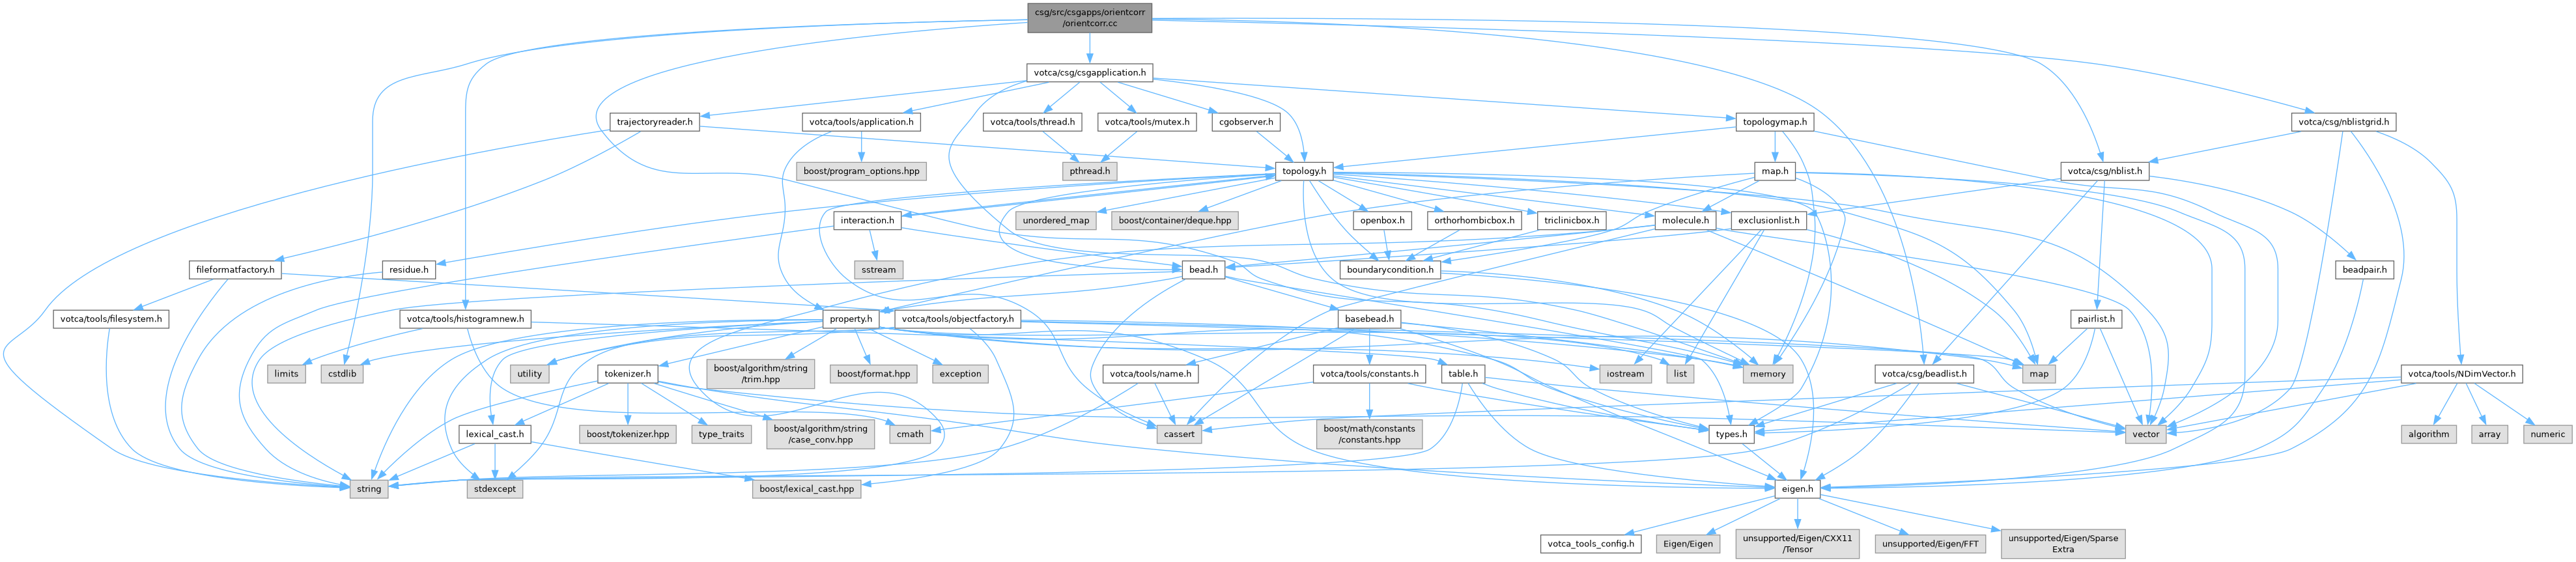 csg/src/csgapps/orientcorr
/orientcorr.cc
votca/csg/csgapplication.h
trajectoryreader.h
votca/tools/application.h
votca/tools/thread.h
votca/tools/mutex.h
cgobserver.h
topologymap.h
votca/csg/nblistgrid.h
boost/program_options.hpp
pthread.h
topology.h
map.h
votca/csg/nblist.h
interaction.h
unordered_map
boost/container/deque.hpp
openbox.h
orthorhombicbox.h
triclinicbox.h
molecule.h
exclusionlist.h
fileformatfactory.h
residue.h
sstream
bead.h
boundarycondition.h
beadpair.h
votca/tools/filesystem.h
votca/tools/histogramnew.h
property.h
votca/tools/objectfactory.h
basebead.h
pairlist.h
limits
cstdlib
utility
tokenizer.h
boost/algorithm/string
/trim.hpp
boost/format.hpp
exception
votca/tools/name.h
votca/tools/constants.h
table.h
iostream
list
memory
votca/csg/beadlist.h
map
votca/tools/NDimVector.h
lexical_cast.h
boost/tokenizer.hpp
type_traits
boost/algorithm/string
/case_conv.hpp
cmath
cassert
boost/math/constants
/constants.hpp
types.h
vector
algorithm
array
numeric
string
stdexcept
boost/lexical_cast.hpp
eigen.h
votca_tools_config.h
Eigen/Eigen
unsupported/Eigen/CXX11
/Tensor
unsupported/Eigen/FFT
unsupported/Eigen/Sparse
Extra